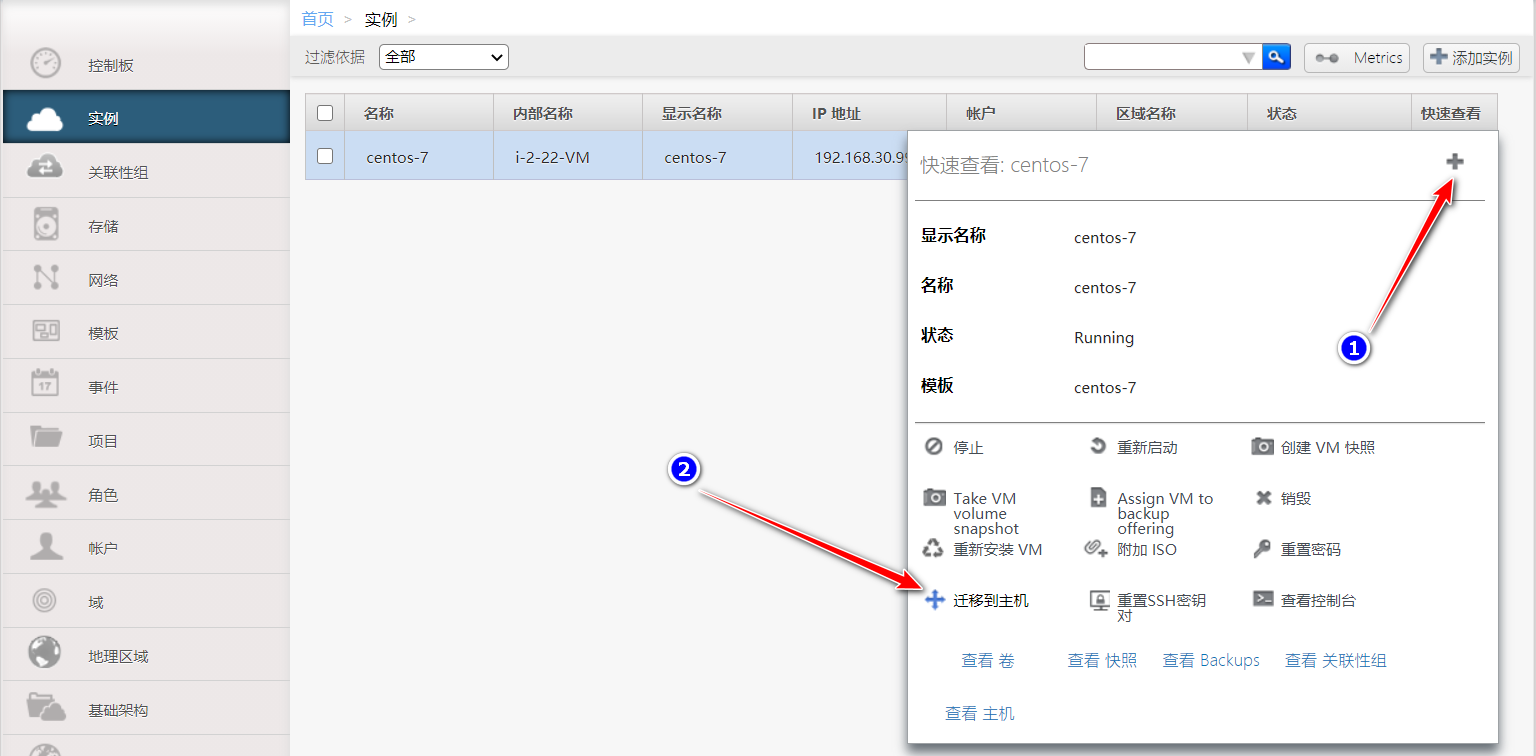 首页 > 实例 >
过滤依据 全部 Metrics 添加实例
控制板
实例
关联性组
存储
网络
模板
17
事件
项目
角色
帐户
域
地理区域
基础架构
名称 内部名称 显示名称 IP 地址 帐户 区域名称 状态 快速查看
centos-7 i-2-22-VM centos-7 192.168.30.99
快速查看: centos-7
显示名称 centos-7
名称 centos-7
状态 Running
模板 centos-7
1
2
停止 重新启动 创建 VM 快照
Take VM volume snapshot Assign VM to backup offering 销毁
重新安装 VM 附加 ISO 重置密码
迁移到主机 重置SSH密钥对 查看控制台
查看 卷 查看 快照 查看 Backups 查看 关联性组
查看 主机